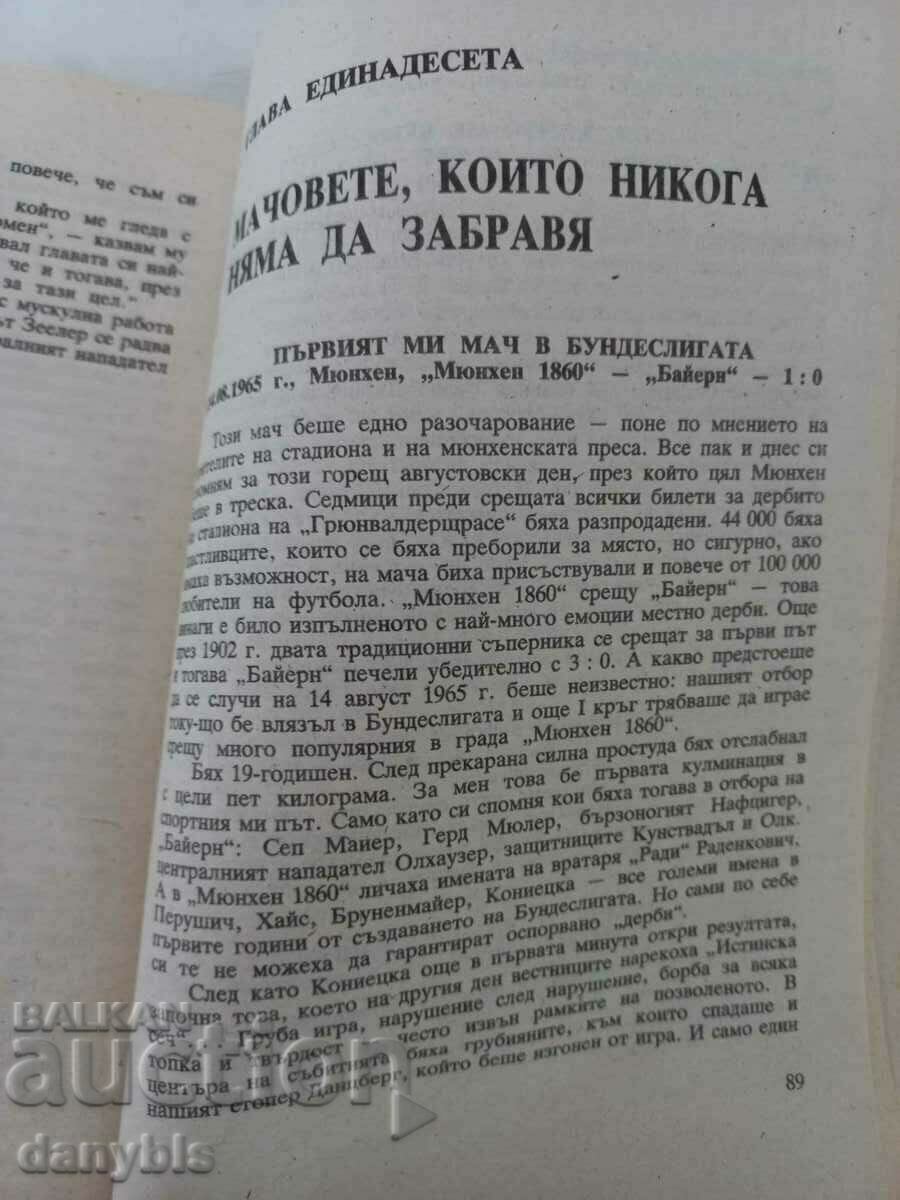 повече, че съм си
който ме гледа с
казвам му
вал главата си най-
че и тогава, през
за тази цел."
с мускулна работа
ът Зеелер се радва
ралният нападател
ГЛАВА ЕДИНАДЕСЕТА
МАЧОВЕТЕ, КОИТО НИКОГА
НЯМА ДА ЗАБРАВЯ
ПЪРВИЯТ МИ МАЧ В БУНДЕСЛИГАТА
.08.1965 г., Мюнхен, „Мюнхен 1860“ — „Байерн“ — 1 : 0
Този мач беше едно разочарование — поне по мнението на
рителите на стадиона и на мюнхенската преса. Все пак и днес си
омням за този горещ августовски ден, през който цял Мюнхен
еше в треска. Седмици преди срещата всички билети за дербито
стадиона на „Грюнвалдерщрасе“ бяха разпродадени. 44 000 бяха
астливците, които се бяха преборили за място, но сигурно, ако
маха възможност, на мача биха присъствували и повече от 100 000
юбители на футбола. „Мюнхен 1860“ срещу „Байерн“ — това
инаги е било изпълненото с най-много емоции местно дерби. Още
през 1902 г. двата традиционни съперника се срещат за първи път
и тогава „Байерн“ печели убедително с 3 : 0. А какво предстоеше
да се случи на 14 август 1965 г. беше неизвестно: нашият отбор
току-що бе влязъл в Бундеслигата и още I кръг трябваше да играе
срещу много популярния в града „Мюнхен 1860“.
Бях 19-годишен. След прекарана силна простуда бях отслабнал
с цели пет килограма. За мен това бе първата кулминация в
спортния ми път. Само като си спомня кои бяха тогава в отбора на
„Байерн“: Сеп Майер, Герд Мюлер, бързоногият Нафцигер,
централният нападател Олхаузер, защитниците Кунствадъл и Олк.
А в „Мюнхен 1860“ личаха имената на вратаря „Ради“ Раденкович,
Перушич, Хайс, Бруненмайер, Кониецка — все големи имена в
първите години от създаването на Бундеслигата. Но сами по себе
си те не можеха да гарантират оспорвано „дерби“.
След като Кониецка още в първата минута откри резултата,
започна това, което на другия ден вестниците нарекоха „Истинска
сеч“. — Груба игра, нарушение след нарушение, борба за всяка
топка и твърдост — често извън рамките на позволеното. В
центъра на събитията бяха грубияните, към които спадаше и
нашият стопер Данцберг, който беше изгонен от игра. И само един
89
BALKAN
auction
danybls